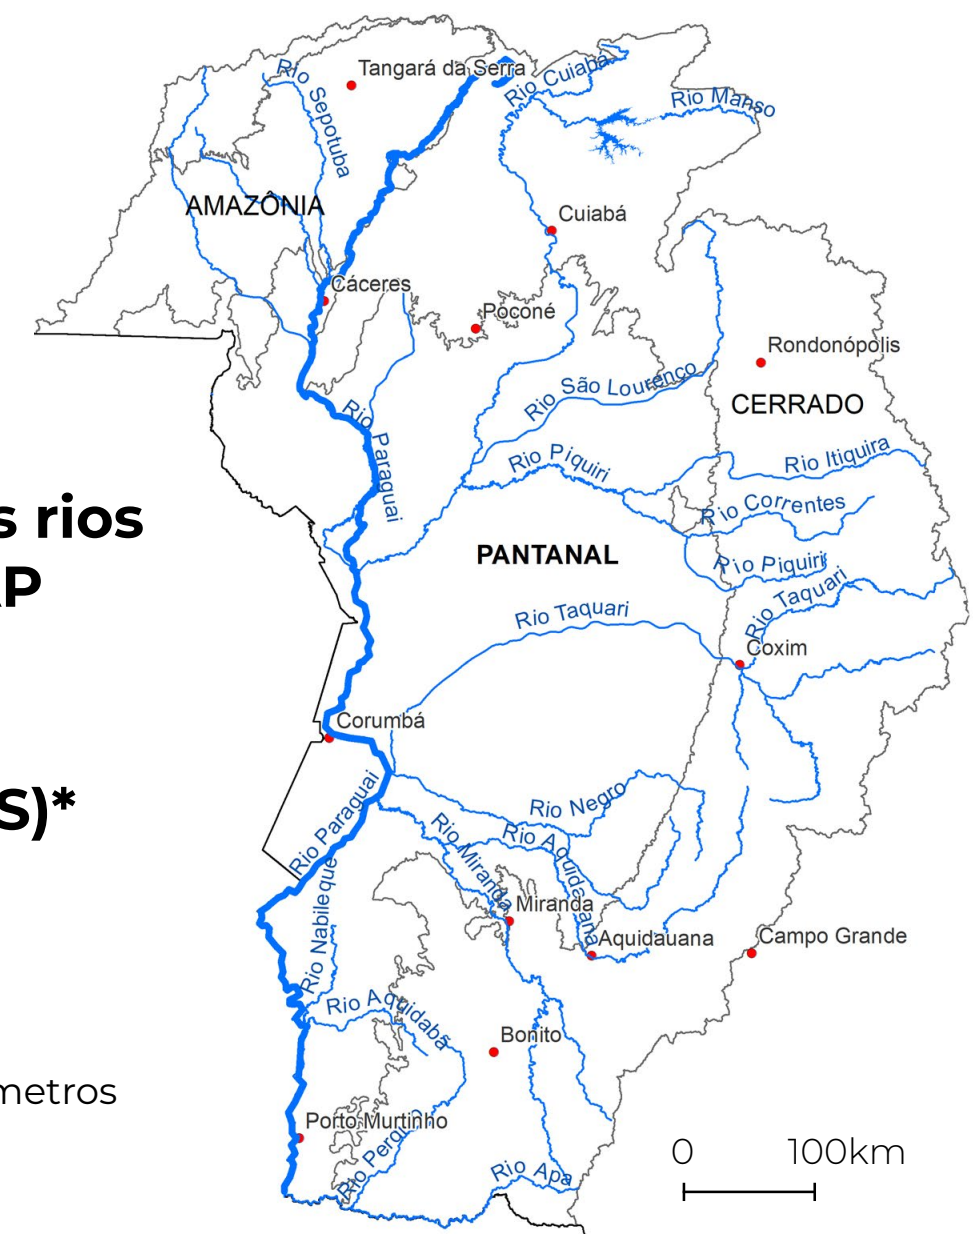 Tangará da Serra
Rio Sepotuba
Rio Cuiabá
Rio Manso
AMAZÔNIA
Cuiabá
Cáceres
Poconé
Rondonópolis
Rio São Lourenço
CERRADO
Rio Paraguai
Rio Piquiri
Rio Itiquira
s rios
Rio Correntes
PANTANAL
Rio Piquiri
P
Rio Taquari
Rio Taquari
Coxim
Corumbá
S)*
Rio Paraguai
Rio Negro
Rio Miranda
Rio Aquidauana
Rio Nabileque
Miranda
Aquidauana
Campo Grande
Rio Aquidabã
Bonito
metros
Porto Murtinho
0 100km
Rio Perdido
Rio Apa